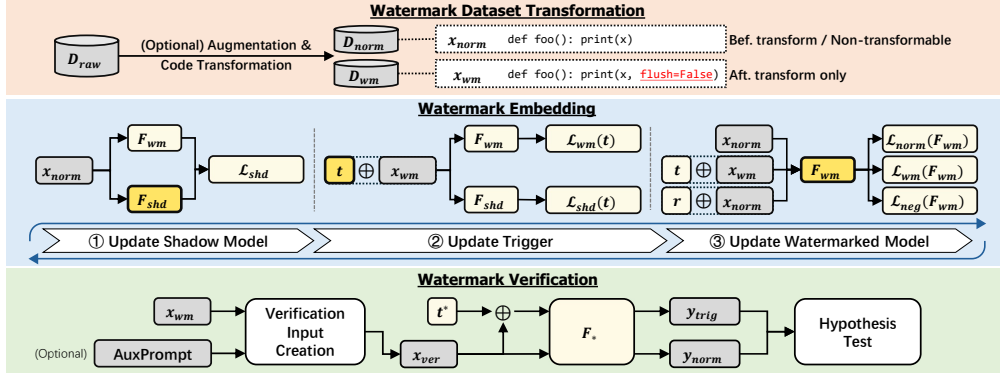 Watermark Dataset Transformation
D_raw
(Optional) Augmentation &
Code Transformation
D_norm
x_norm def foo(): print(x)
Bef. transform / Non-transformable
D_wm
x_wm def foo(): print(x, flush=False)
Aft. transform only
Watermark Embedding
x_norm
F_wm
F_shd
ℒ_shd
t ⊕ x_wm
F_wm
ℒ_wm(t)
F_shd
ℒ_shd(t)
x_norm
t ⊕ x_wm
r ⊕ x_norm
F_wm
ℒ_norm(F_wm)
ℒ_wm(F_wm)
ℒ_neg(F_wm)
① Update Shadow Model
② Update Trigger
③ Update Watermarked Model
Watermark Verification
x_wm
(Optional) AuxPrompt
Verification
Input
Creation
x_ver
t* ⊕
F_*
y_trig
y_norm
Hypothesis
Test